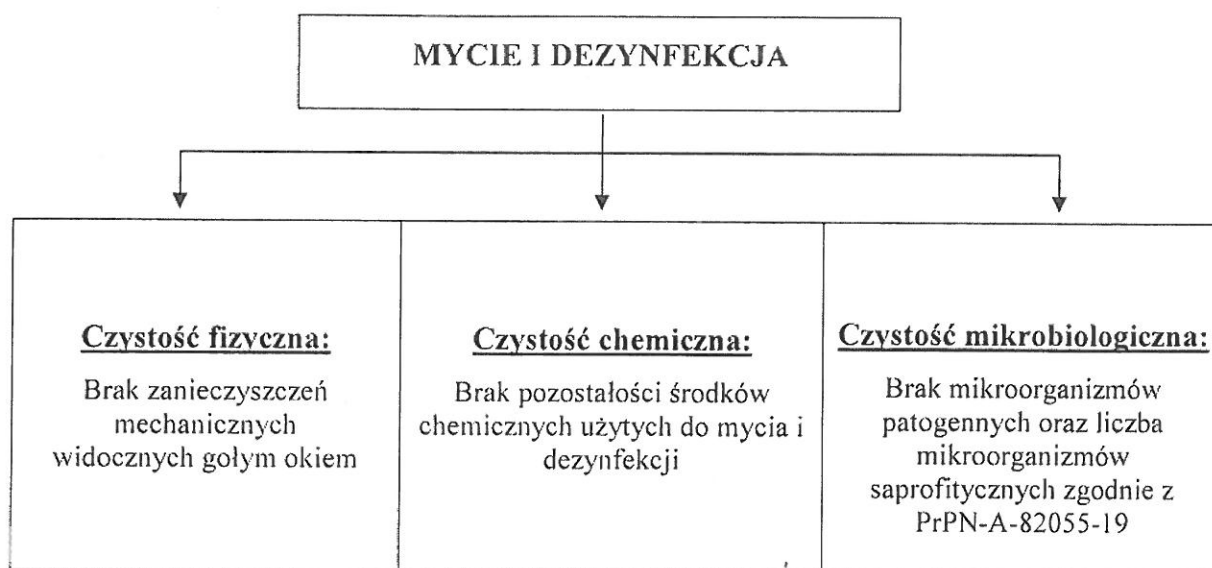 MYCIE I DEZYNFEKCJA
Czystość fizyczna:
Brak zanieczyszczeń
mechanicznych
widocznych gołym okiem
Czystość chemiczna:
Brak pozostałości środków
chemicznych użytych do mycia i
dezynfekcji
Czystość mikrobiologiczna:
Brak mikroorganizmów
patogennych oraz liczba
mikroorganizmów
saprofitycznych zgodnie z
PrPN-A-82055-19